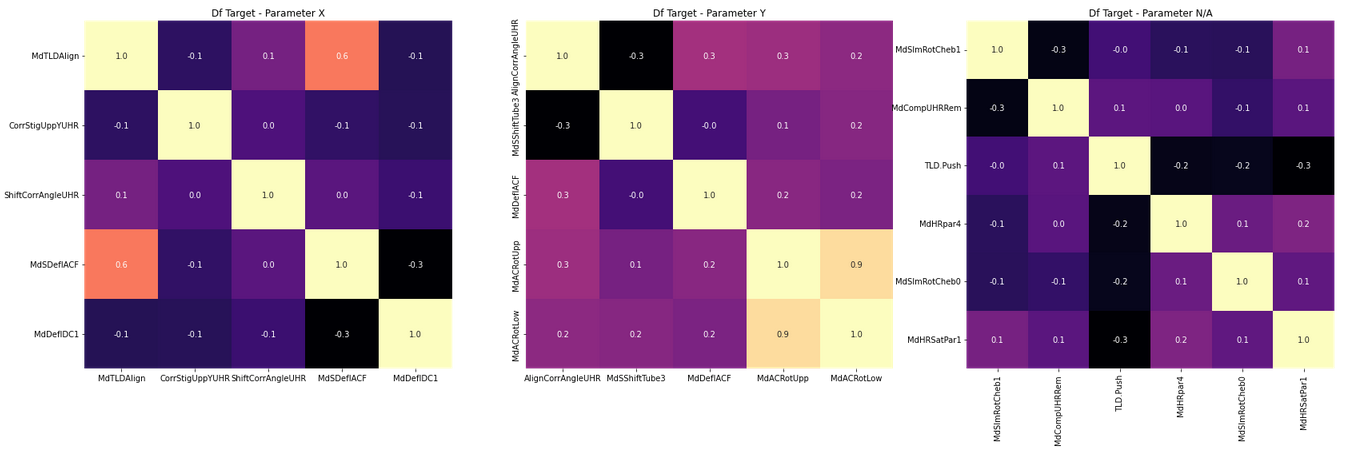 Df Target - Parameter X
MdTLDAlign 1.0 -0.1 0.1 0.6 -0.1
CorrStigUppYUHR -0.1 1.0 0.0 -0.1 -0.1
ShiftCorrAngleUHR 0.1 0.0 1.0 0.0 -0.1
MdSDeflACF 0.6 -0.1 0.0 1.0 -0.3
MdDeflDC1 -0.1 -0.1 -0.1 -0.3 1.0
MdTLDAlign CorrStigUppYUHR ShiftCorrAngleUHR MdSDeflACF MdDeflDC1
Df Target - Parameter Y
AlignCorrAngleUHR 1.0 -0.3 0.3 0.3 0.2
MdSShiftTube3 -0.3 1.0 -0.0 0.1 0.2
MdDeflACF 0.3 -0.0 1.0 0.2 0.2
MdACRotUpp 0.3 0.1 0.2 1.0 0.9
MdACRotLow 0.2 0.2 0.2 0.9 1.0
AlignCorrAngleUHR MdSShiftTube3 MdDeflACF MdACRotUpp MdACRotLow
Df Target - Parameter N/A
MdSlmRotCheb1 1.0 -0.3 -0.0 -0.1 -0.1 0.1
MdCompUHRRem -0.3 1.0 0.1 0.0 -0.1 0.1
TLD.Push -0.0 0.1 1.0 -0.2 -0.2 -0.3
MdHRpar4 -0.1 0.0 -0.2 1.0 0.1 0.2
MdSlmRotCheb0 -0.1 -0.1 -0.2 0.1 1.0 0.1
MdHRSatPar1 0.1 0.1 -0.3 0.2 0.1 1.0
MdSlmRotCheb1 MdCompUHRRem TLD.Push MdHRpar4 MdSlmRotCheb0 MdHRSatPar1